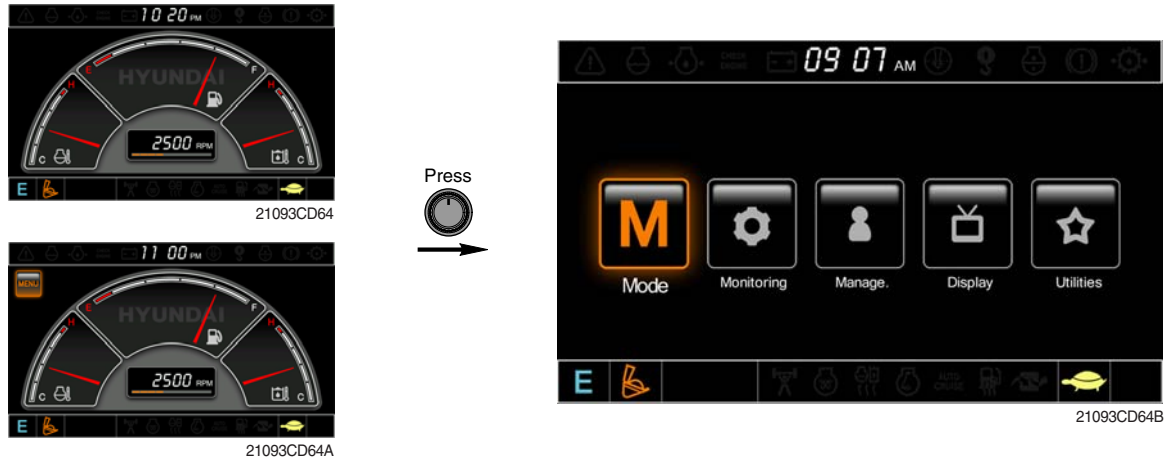 10 20 PM
E F
HYUNDAI
H H
2500 RPM
C C
E
21093CD64
11 00 PM
MENU
E F
HYUNDAI
H H
2500 RPM
C C
E
21093CD64A
Press
CHECK
ENGINE
09 07 AM
M
Mode
Monitoring
Manage.
Display
Utilities
E
AUTO
CRUISE
21093CD64B